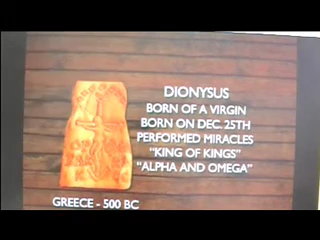 DIONYSUS
BORN OF A VIRGIN
BORN ON DEC. 25TH
PERFORMED MIRACLES
"KING OF KINGS"
"ALPHA AND OMEGA"
GREECE - 500 BC